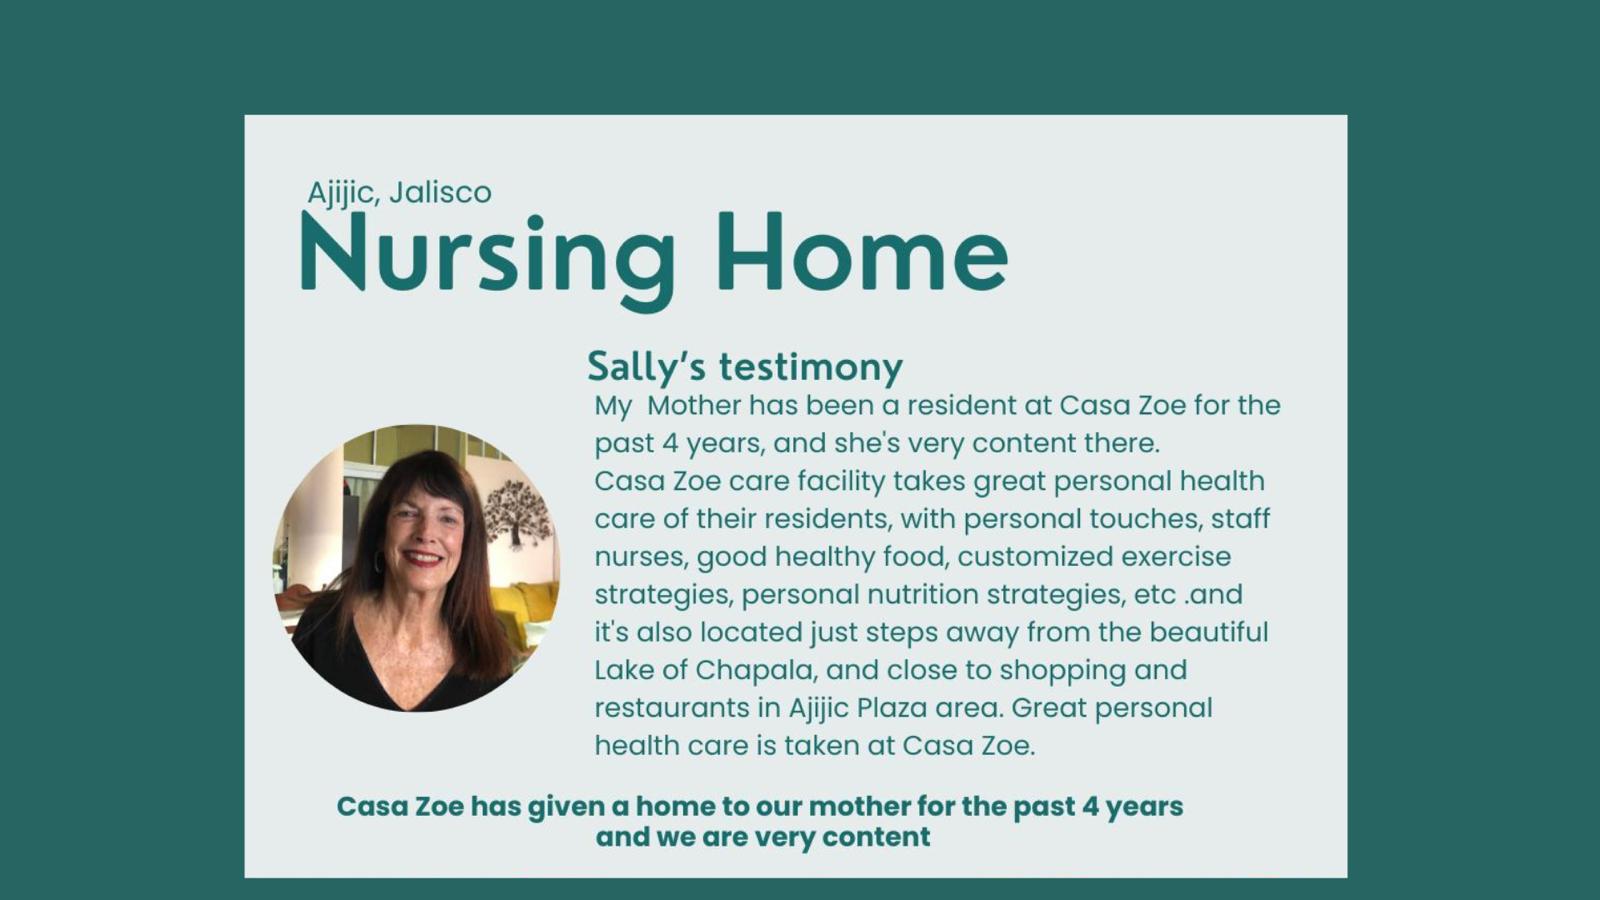 Ajijic, Jalisco
Nursing Home
Sally’s testimony
My  Mother has been a resident at Casa Zoe for the
past 4 years, and she's very content there.
Casa Zoe care facility takes great personal health
care of their residents, with personal touches, staff
nurses, good healthy food, customized exercise
strategies, personal nutrition strategies, etc .and
it's also located just steps away from the beautiful
Lake of Chapala, and close to shopping and
restaurants in Ajijic Plaza area. Great personal
health care is taken at Casa Zoe.
Casa Zoe has given a home to our mother for the past 4 years
and we are very content